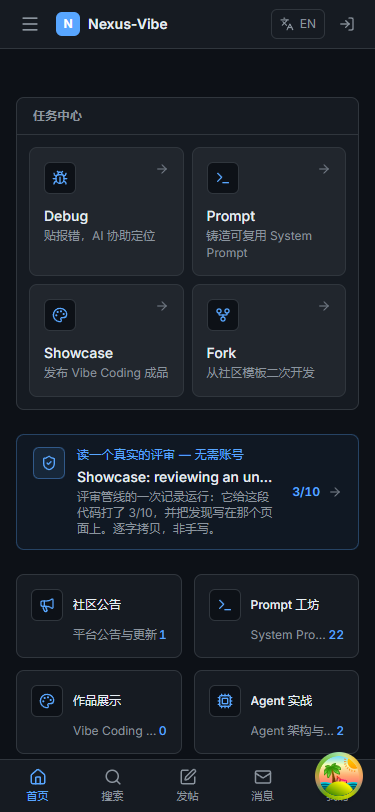 N Nexus-Vibe EN
任务中心
Debug
贴报错，AI 协助定位
Prompt
铸造可复用 System
Prompt
Showcase
发布 Vibe Coding 成品
Fork
从社区模板二次开发
读一个真实的评审 — 无需账号
Showcase: reviewing an un...
评审管线的一次记录运行：它给这段
代码打了 3/10，并把发现写在那个页
面上。逐字拷贝，非手写。
3/10
社区公告
平台公告与更新 1
Prompt 工坊
System Pro... 22
作品展示
Vibe Coding ... 0
Agent 实战
Agent 架构与... 2
首页
搜索
发帖
消息